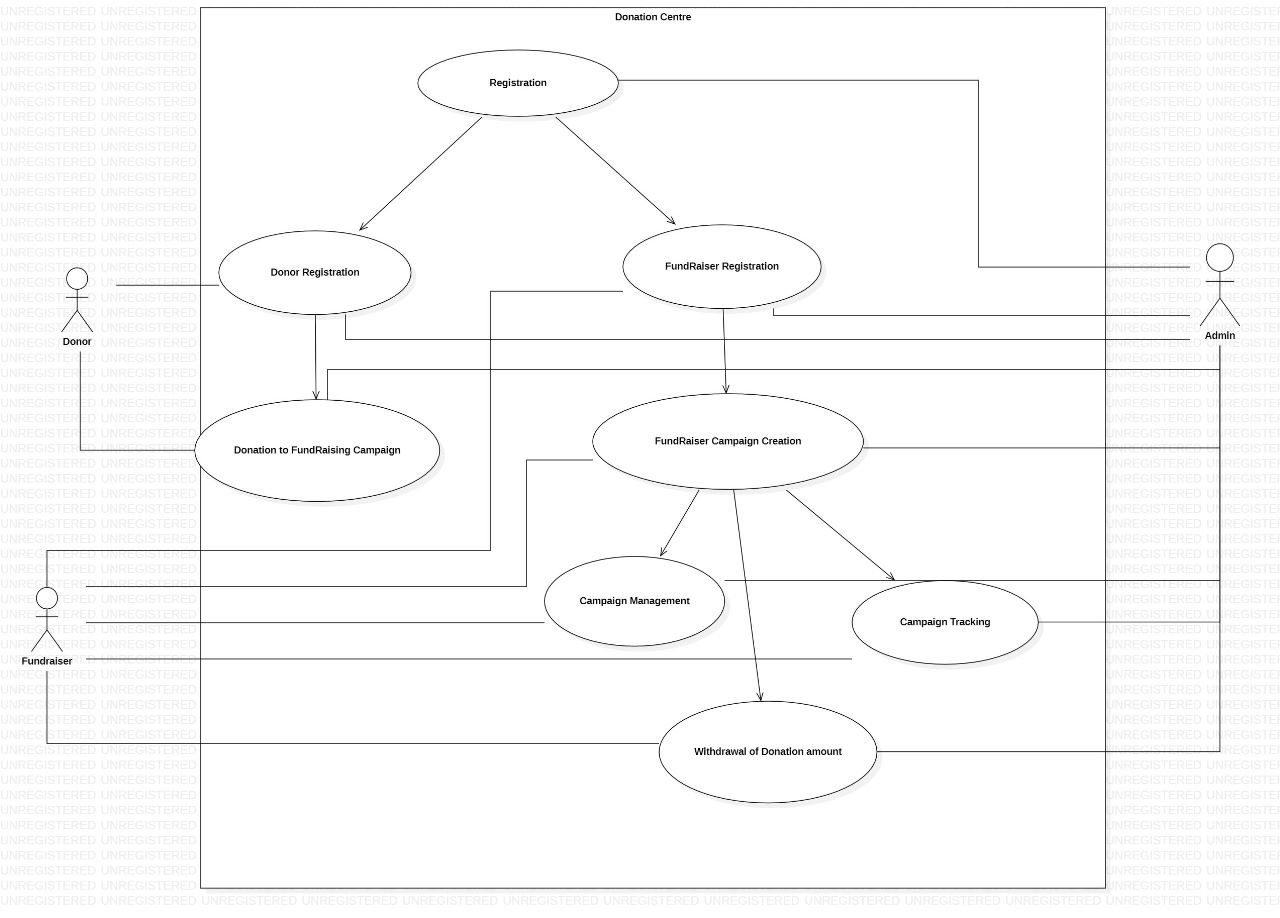 Donation Centre
Registration
Donor Registration
FundRaiser Registration
Donor
Admin
Donation to FundRaising Campaign
FundRaiser Campaign Creation
Campaign Management
Campaign Tracking
Fundraiser
Withdrawal of Donation amount
UNREGISTERED UNREGISTERED UNREGISTERED UNREGISTERED UNREGISTERED UNREGISTERED UNREGISTERED UNREGISTERED UNREGISTERED UNREGISTERED UNREGISTERED UNREGISTERED UNREGISTERED